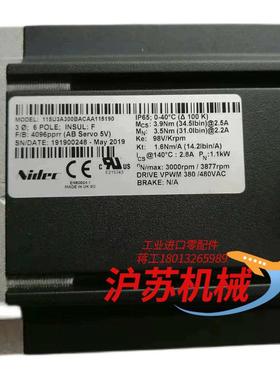 MODEL: 115U3A300BACAA115190
3 Ø; 6 POLE; INSUL: F
F/B: 4096pprr (AB Servo 5V)
SN/DATE: 191900248 - May 2019
IP65; 0-40°C (Δ 100 K)
Mcs: 3.9Nm (34.5lbin)@2.5A
MN: 3.5Nm (31.0lbin)@2.2A
Ke: 98V/Krpm
Kt: 1.6Nm/A (14.2lbin/A)
Ics @140°C : 2.8A PN:1.1kW
n: 3000rpm / 3877rpm
DRIVE VPWM 380 /480VAC
BRAKE: N/A
Nidec
CE
MADE IN UK
工业进口零配件
蒋工18013265989
沪苏机械